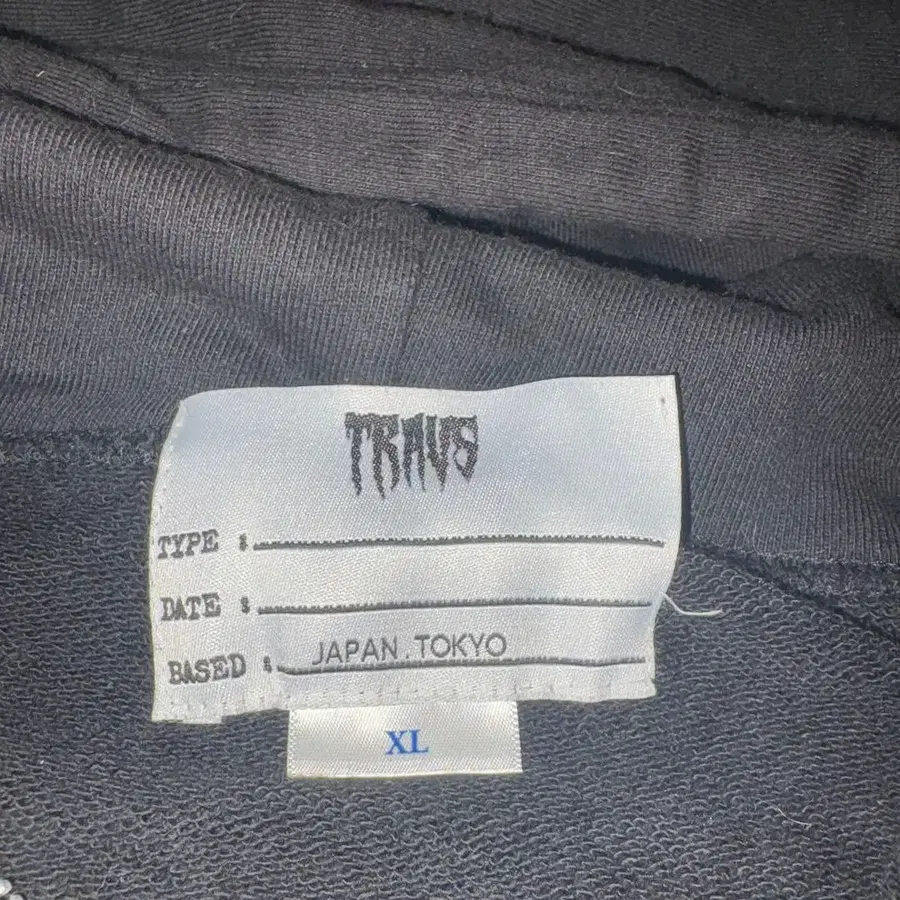 TRAVS
TYPE :
DATE :
BASED : JAPAN . TOKYO
XL